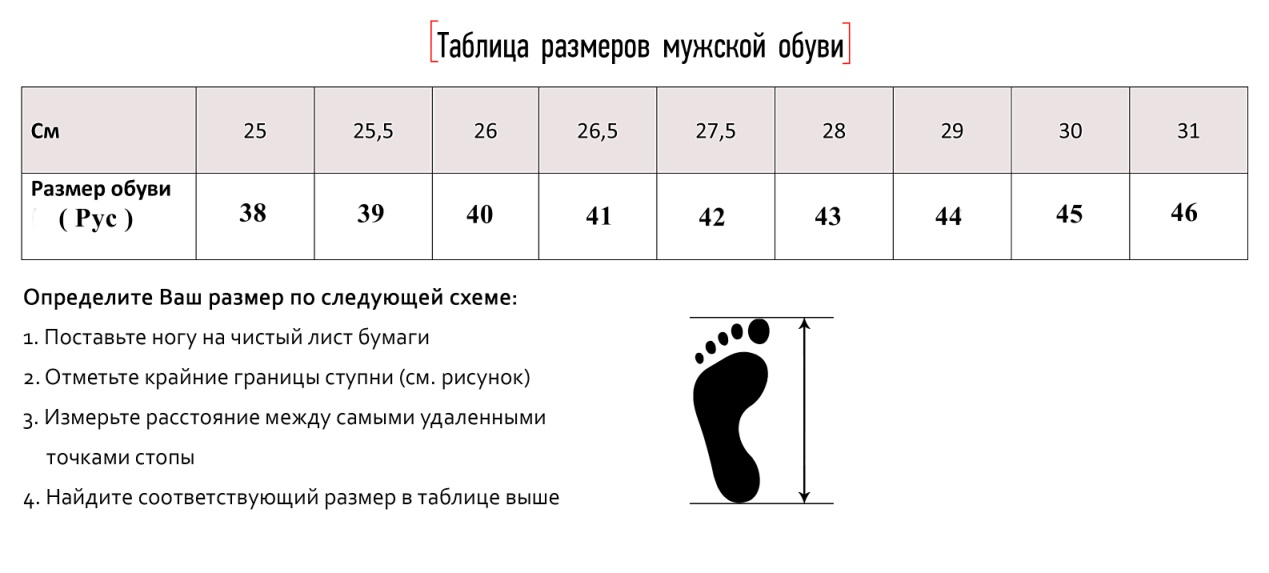 Таблица размеров мужской обуви
См 25 25,5 26 26,5 27,5 28 29 30 31
Размер обуви
( Рус ) 38 39 40 41 42 43 44 45 46
Определите Ваш размер по следующей схеме:
1. Поставьте ногу на чистый лист бумаги
2. Отметьте крайние границы ступни (см. рисунок)
3. Измерьте расстояние между самыми удаленными
точками стопы
4. Найдите соответствующий размер в таблице выше